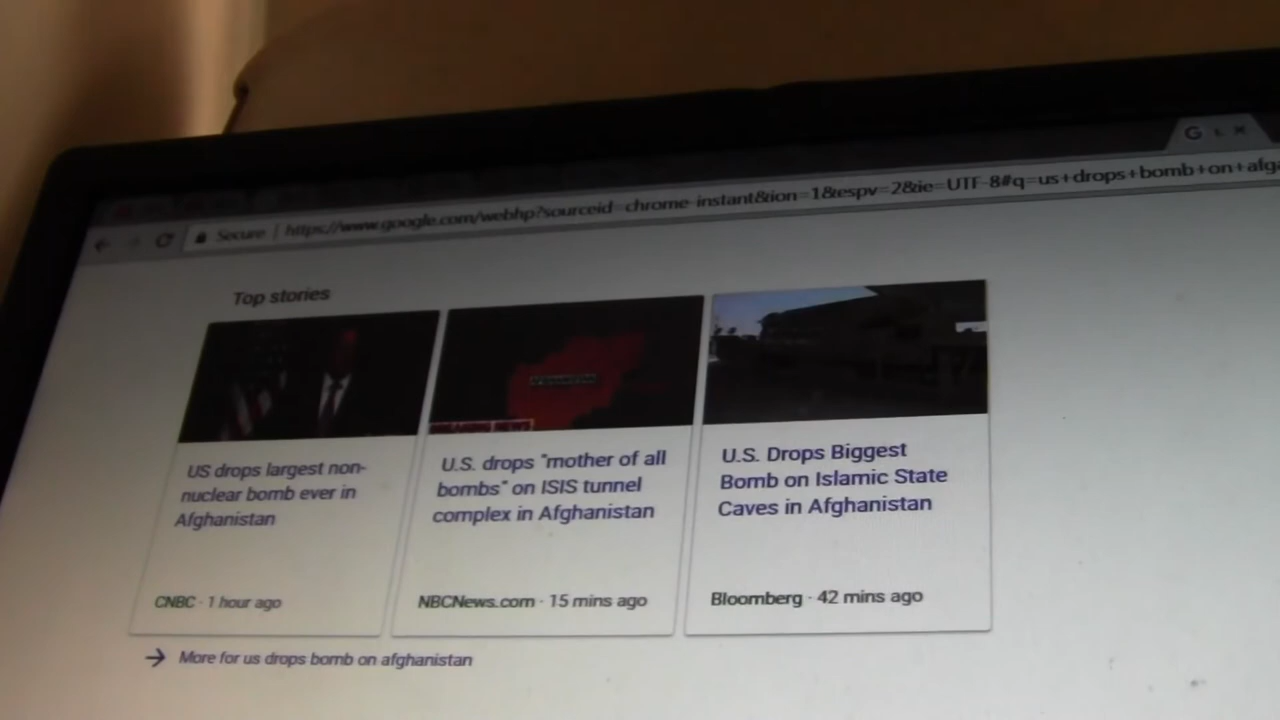 Secure | https://www.google.com/webhp?sourceid=chrome-instant&ion=1&espv=2&ie=UTF-8#q=us+drops+bomb+on+afga
Top stories
US drops largest non-
nuclear bomb ever in
Afghanistan
CNBC · 1 hour ago
U.S. drops "mother of all
bombs" on ISIS tunnel
complex in Afghanistan
NBCNews.com · 15 mins ago
U.S. Drops Biggest
Bomb on Islamic State
Caves in Afghanistan
Bloomberg · 42 mins ago
More for us drops bomb on afghanistan